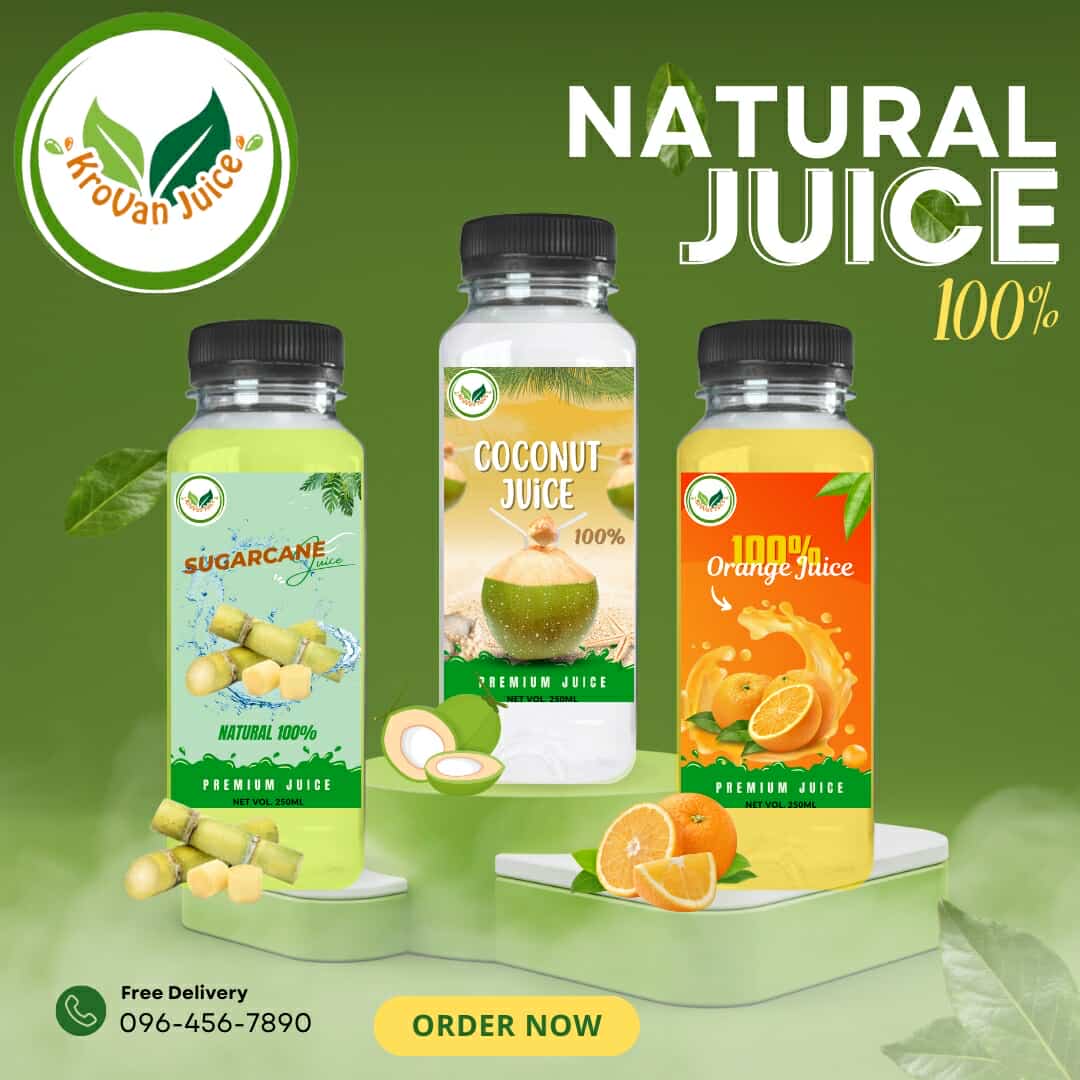 KroVan Juice
NATURAL
JUICE
100%
COCONUT
JUiCE
100%
PREMIUM JUICE
NET VOL. 250ML
SUGARCANE
Juice
NATURAL 100%
PREMIUM JUICE
NET VOL. 250ML
100%
Orange Juice
PREMIUM JUICE
NET VOL. 250ML
Free Delivery
096-456-7890
ORDER NOW